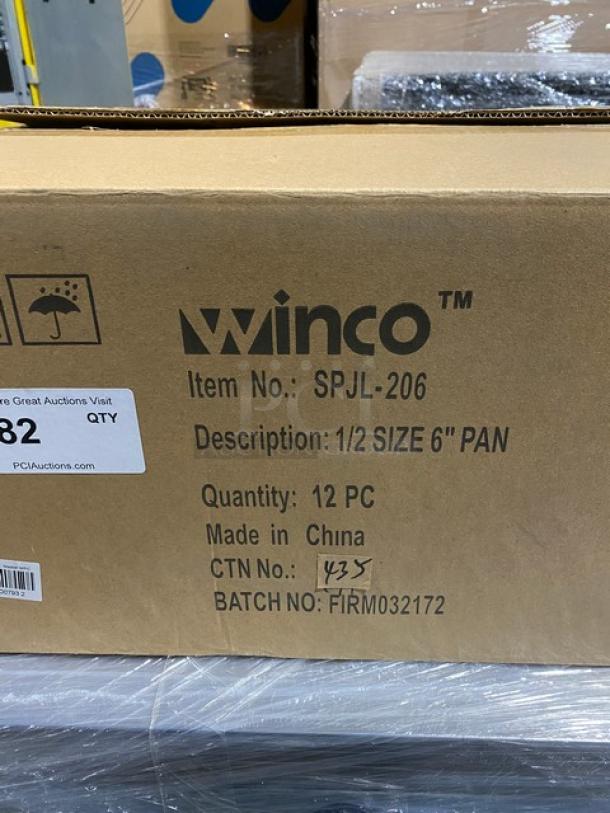 Winco™
Item No.: SPJL-206
Description: 1/2 SIZE 6" PAN
Quantity: 12 PC
Made in China
CTN No.: 435
BATCH NO: FIRM032172
re Great Auctions Visit
82 QTY
PCIAuctions.com
PCI